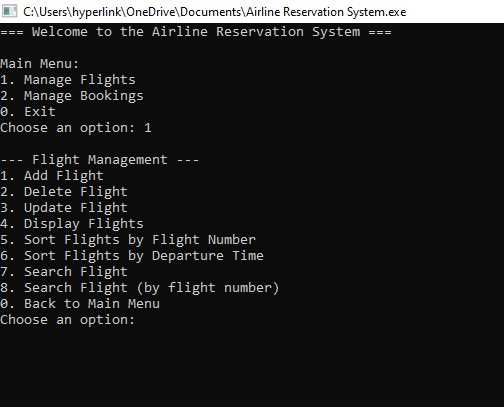 C:\Users\hyperlink\OneDrive\Documents\Airline Reservation System.exe
=== Welcome to the Airline Reservation System ===
Main Menu:
1. Manage Flights
2. Manage Bookings
0. Exit
Choose an option: 1
--- Flight Management ---
1. Add Flight
2. Delete Flight
3. Update Flight
4. Display Flights
5. Sort Flights by Flight Number
6. Sort Flights by Departure Time
7. Search Flight
8. Search Flight (by flight number)
0. Back to Main Menu
Choose an option: